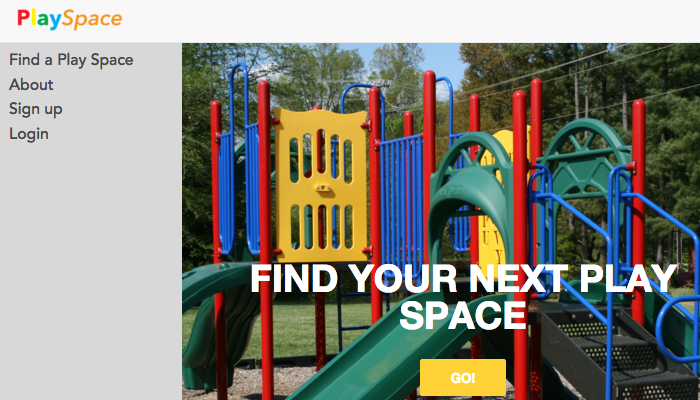 PlaySpace
Find a Play Space
About
Sign up
Login
FIND YOUR NEXT PLAY
SPACE
GO!